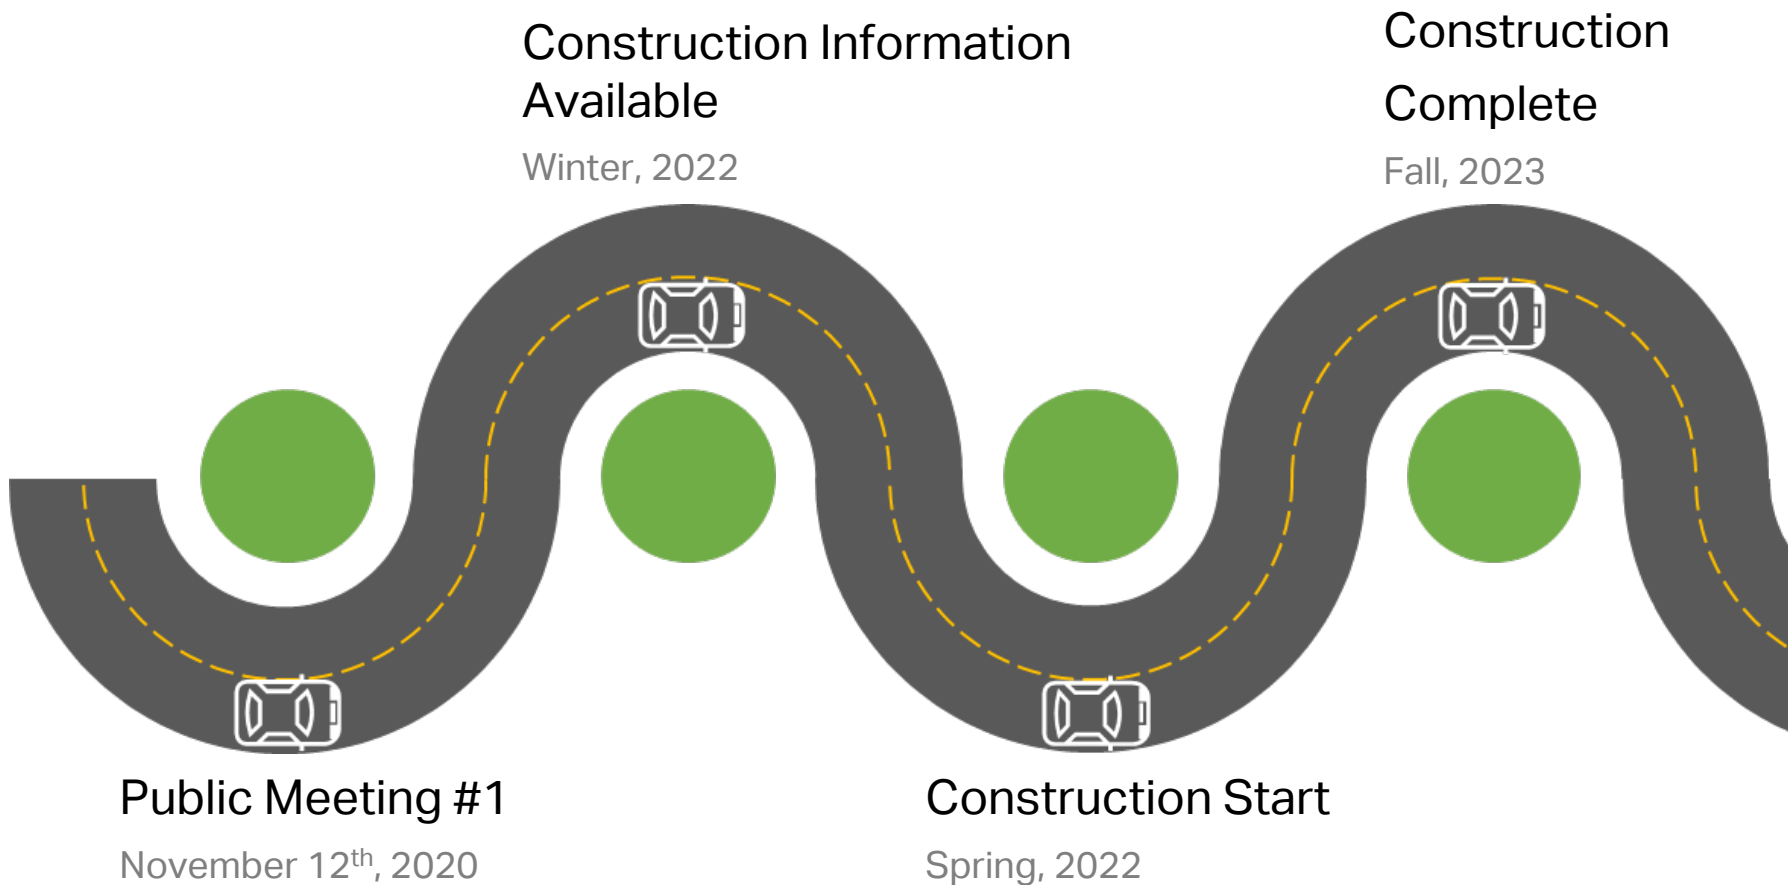 Construction Information
Available
Winter, 2022
Construction
Complete
Fall, 2023
Public Meeting #1
November 12th, 2020
Construction Start
Spring, 2022